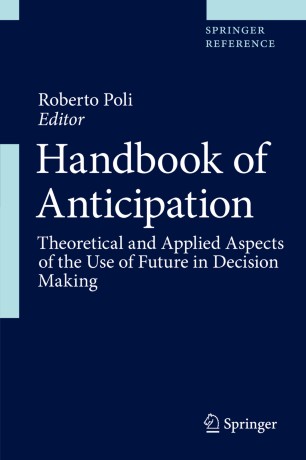 SPRINGER
REFERENCE
Roberto Poli
Editor
Handbook of
Anticipation
Theoretical and Applied Aspects
of the Use of Future in Decision
Making
Springer